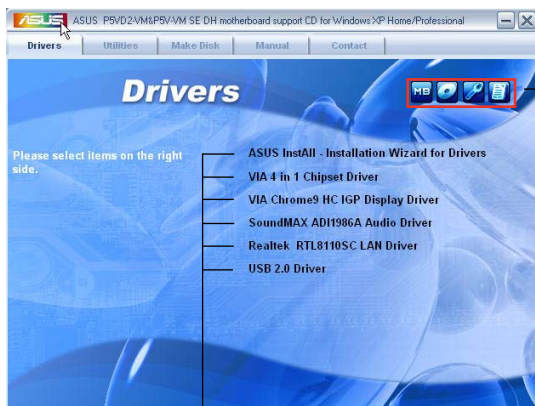 ASUS ASUS P5VD2-VM&P5V-VM SE DH motherboard support CD for Windows XP Home/Professional
Drivers Utilities Make Disk Manual Contact
Drivers
MB
Please select items on the right
side.
ASUS InstAll - Installation Wizard for Drivers
VIA 4 in 1 Chipset Driver
VIA Chrome9 HC IGP Display Driver
SoundMAX ADI1986A Audio Driver
Realtek RTL8110SC LAN Driver
USB 2.0 Driver